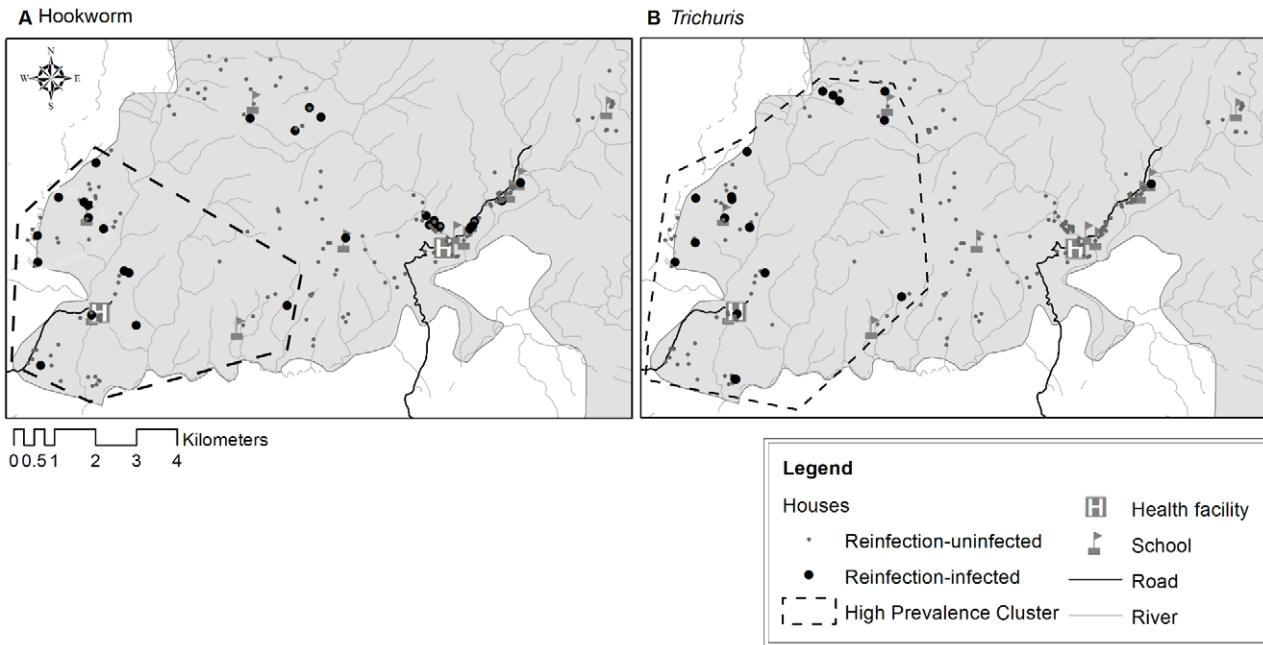 A Hookworm
B Trichuris
N
W E
S
H
H
H
H
Kilometers
0 0.5 1 2 3 4
Legend
Houses
Reinfection-uninfected
Reinfection-infected
High Prevalence Cluster
H Health facility
School
Road
River